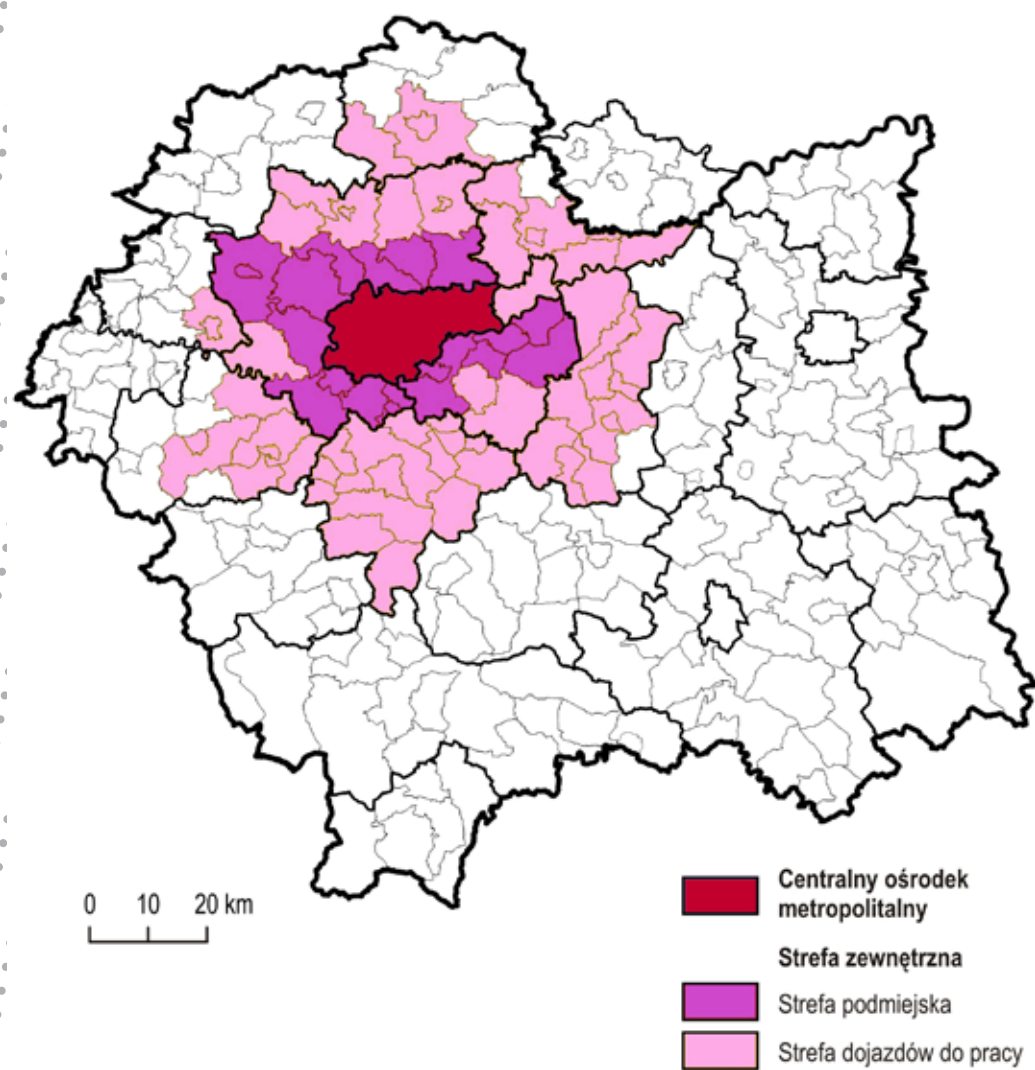 0 10 20 km
Centralny ośrodek
metropolitalny
Strefa zewnętrzna
Strefa podmiejska
Strefa dojazdów do pracy